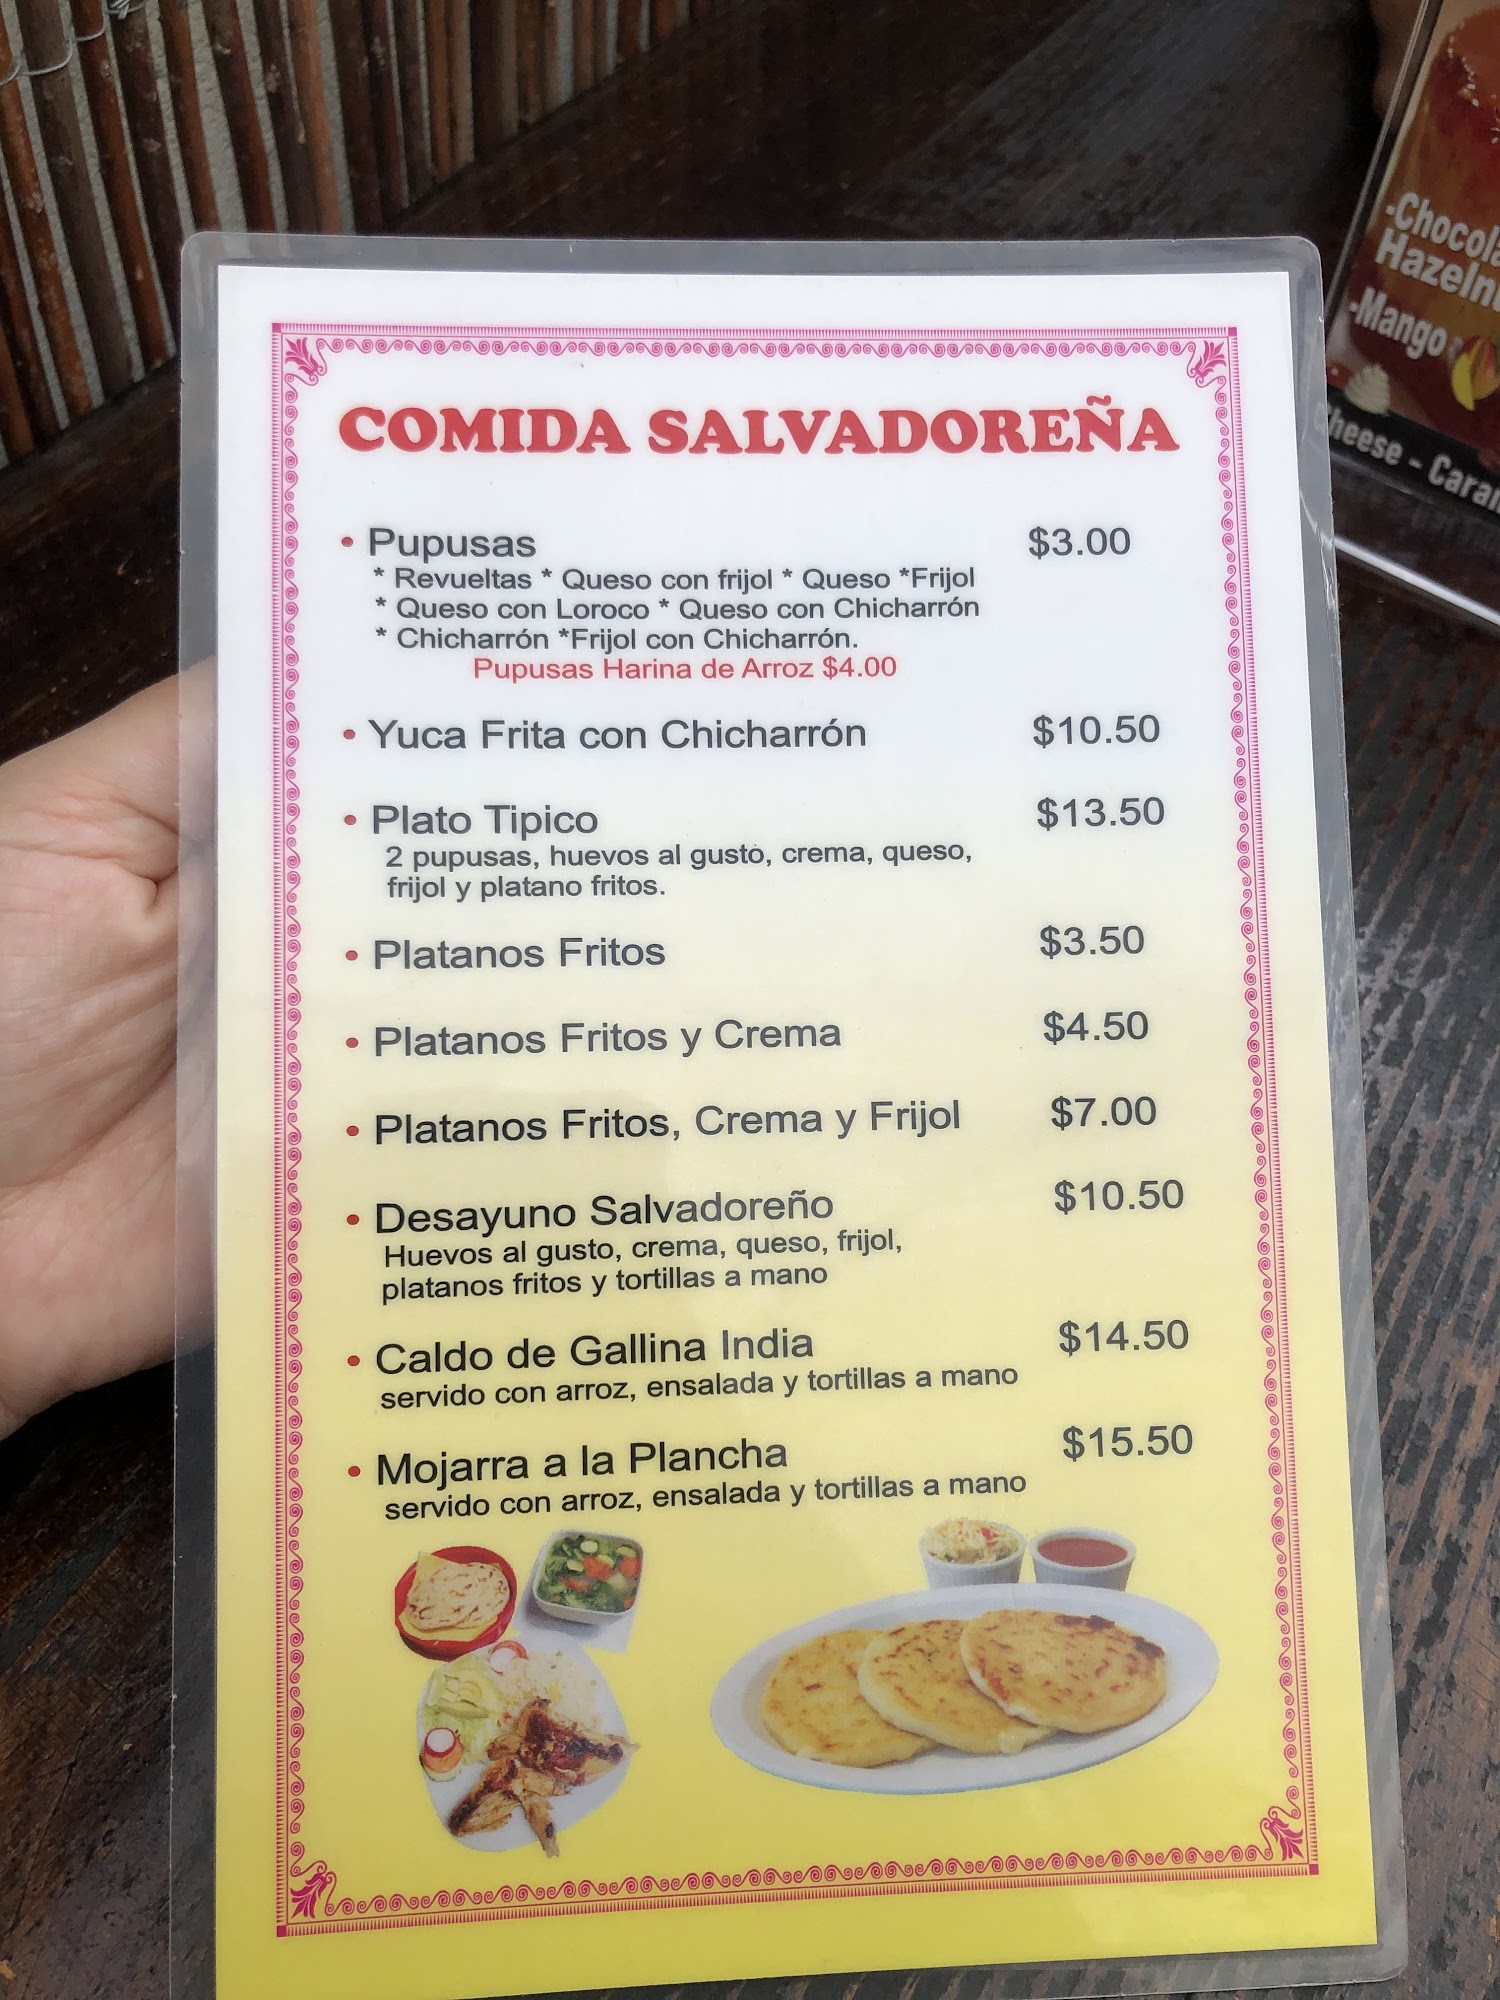 COMIDA SALVADOREÑA
• Pupusas $3.00
* Revueltas * Queso con frijol * Queso *Frijol
* Queso con Loroco * Queso con Chicharrón
* Chicharrón *Frijol con Chicharrón.
Pupusas Harina de Arroz $4.00
• Yuca Frita con Chicharrón $10.50
• Plato Tipico $13.50
2 pupusas, huevos al gusto, crema, queso,
frijol y platano fritos.
• Platanos Fritos $3.50
• Platanos Fritos y Crema $4.50
• Platanos Fritos, Crema y Frijol $7.00
• Desayuno Salvadoreño $10.50
Huevos al gusto, crema, queso, frijol,
platanos fritos y tortillas a mano
• Caldo de Gallina India $14.50
servido con arroz, ensalada y tortillas a mano
• Mojarra a la Plancha $15.50
servido con arroz, ensalada y tortillas a mano
-Mango